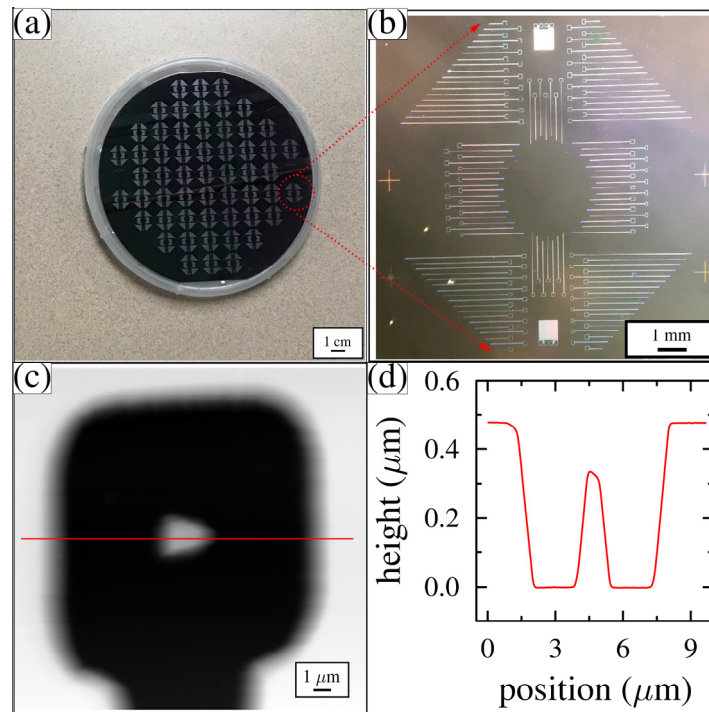 (a)
1 cm
(b)
1 mm
(c)
1 μm
(d)
0.6
0.4
0.2
0.0
height (μm)
0 3 6 9
position (μm)